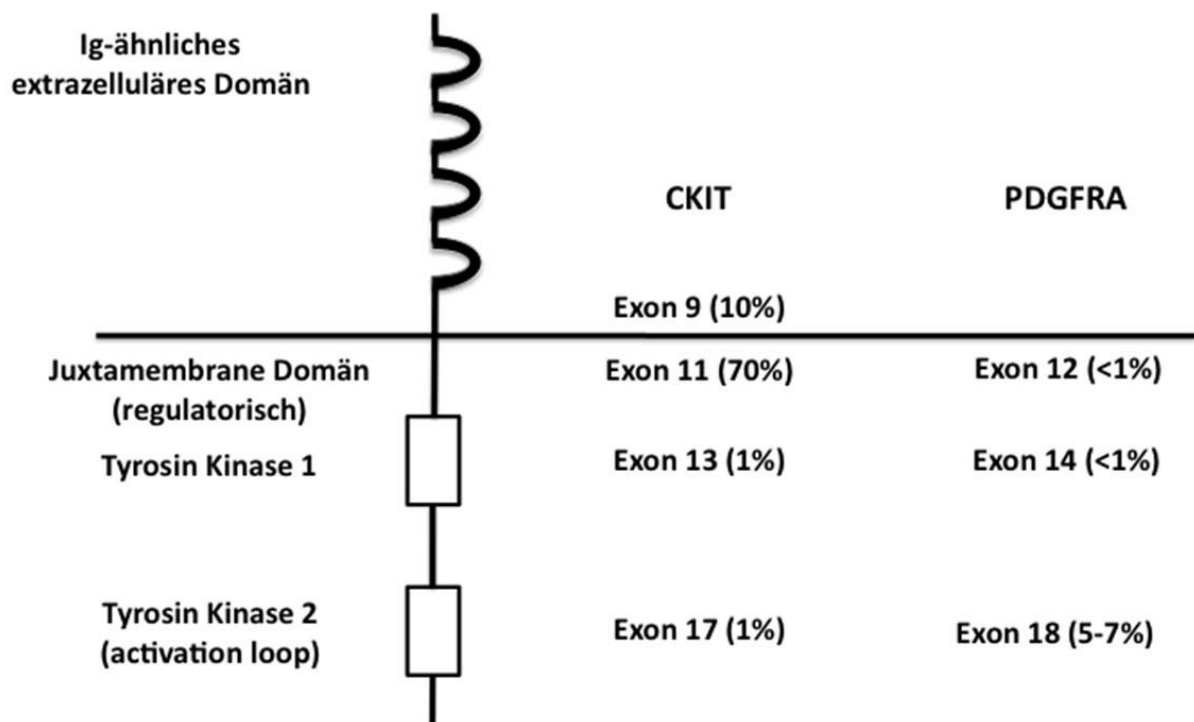 Ig-ähnliches
extrazelluläres Domän
CKIT
PDGFRA
Exon 9 (10%)
Juxtamembrane Domän
(regulatorisch)
Exon 11 (70%)
Exon 12 (<1%)
Tyrosin Kinase 1
Exon 13 (1%)
Exon 14 (<1%)
Tyrosin Kinase 2
(activation loop)
Exon 17 (1%)
Exon 18 (5-7%)